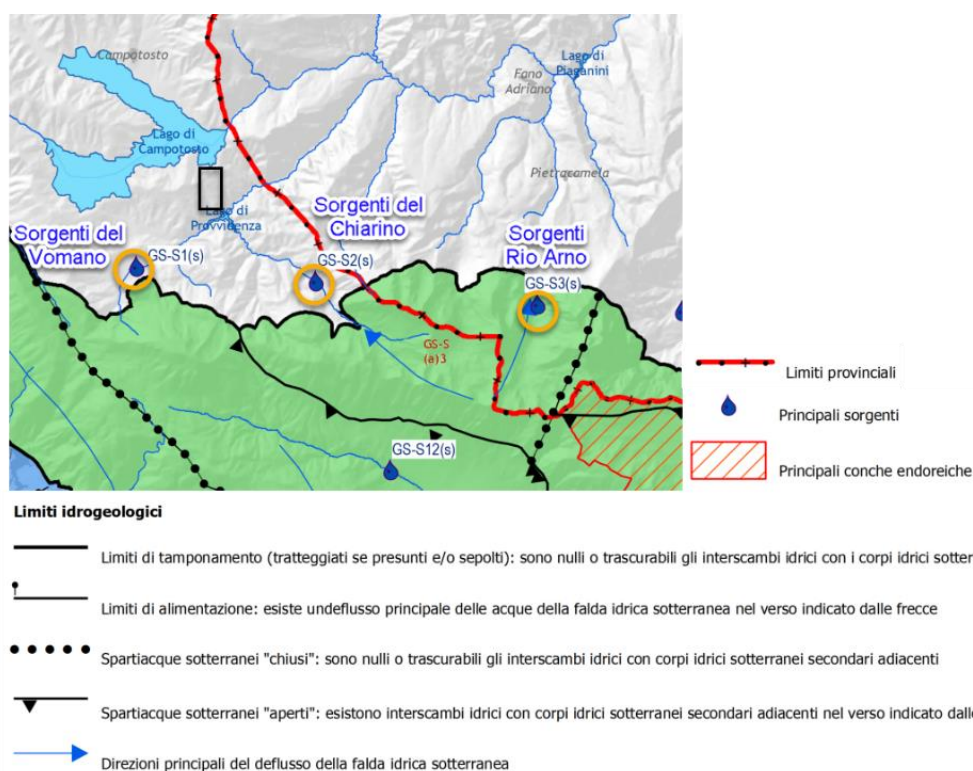 Campotosto
Lago di
Campotosto
Lago di
Piaganini
Fano
Adriano
Pietracamela
Lago di
Provvidenza
Sorgenti del
Vomano
GS-S1(s)
Sorgenti del
Chiarino
GS-S2(s)
Sorgenti
Rio Arno
GS-S3(s)
GS-S
(a)3
GS-S12(s)
Limiti provinciali
Principali sorgenti
Principali conche endoreiche
Limiti idrogeologici
Limiti di tamponamento (tratteggiati se presunti e/o sepolti): sono nulli o trascurabili gli interscambi idrici con i corpi idrici sotter
Limiti di alimentazione: esiste undeflusso principale delle acque della falda idrica sotterranea nel verso indicato dalle frecce
Spartiacque sotterranei "chiusi": sono nulli o trascurabili gli interscambi idrici con corpi idrici sotterranei secondari adiacenti
Spartiacque sotterranei "aperti": esistono interscambi idrici con corpi idrici sotterranei secondari adiacenti nel verso indicato dalle
Direzioni principali del deflusso della falda idrica sotterranea